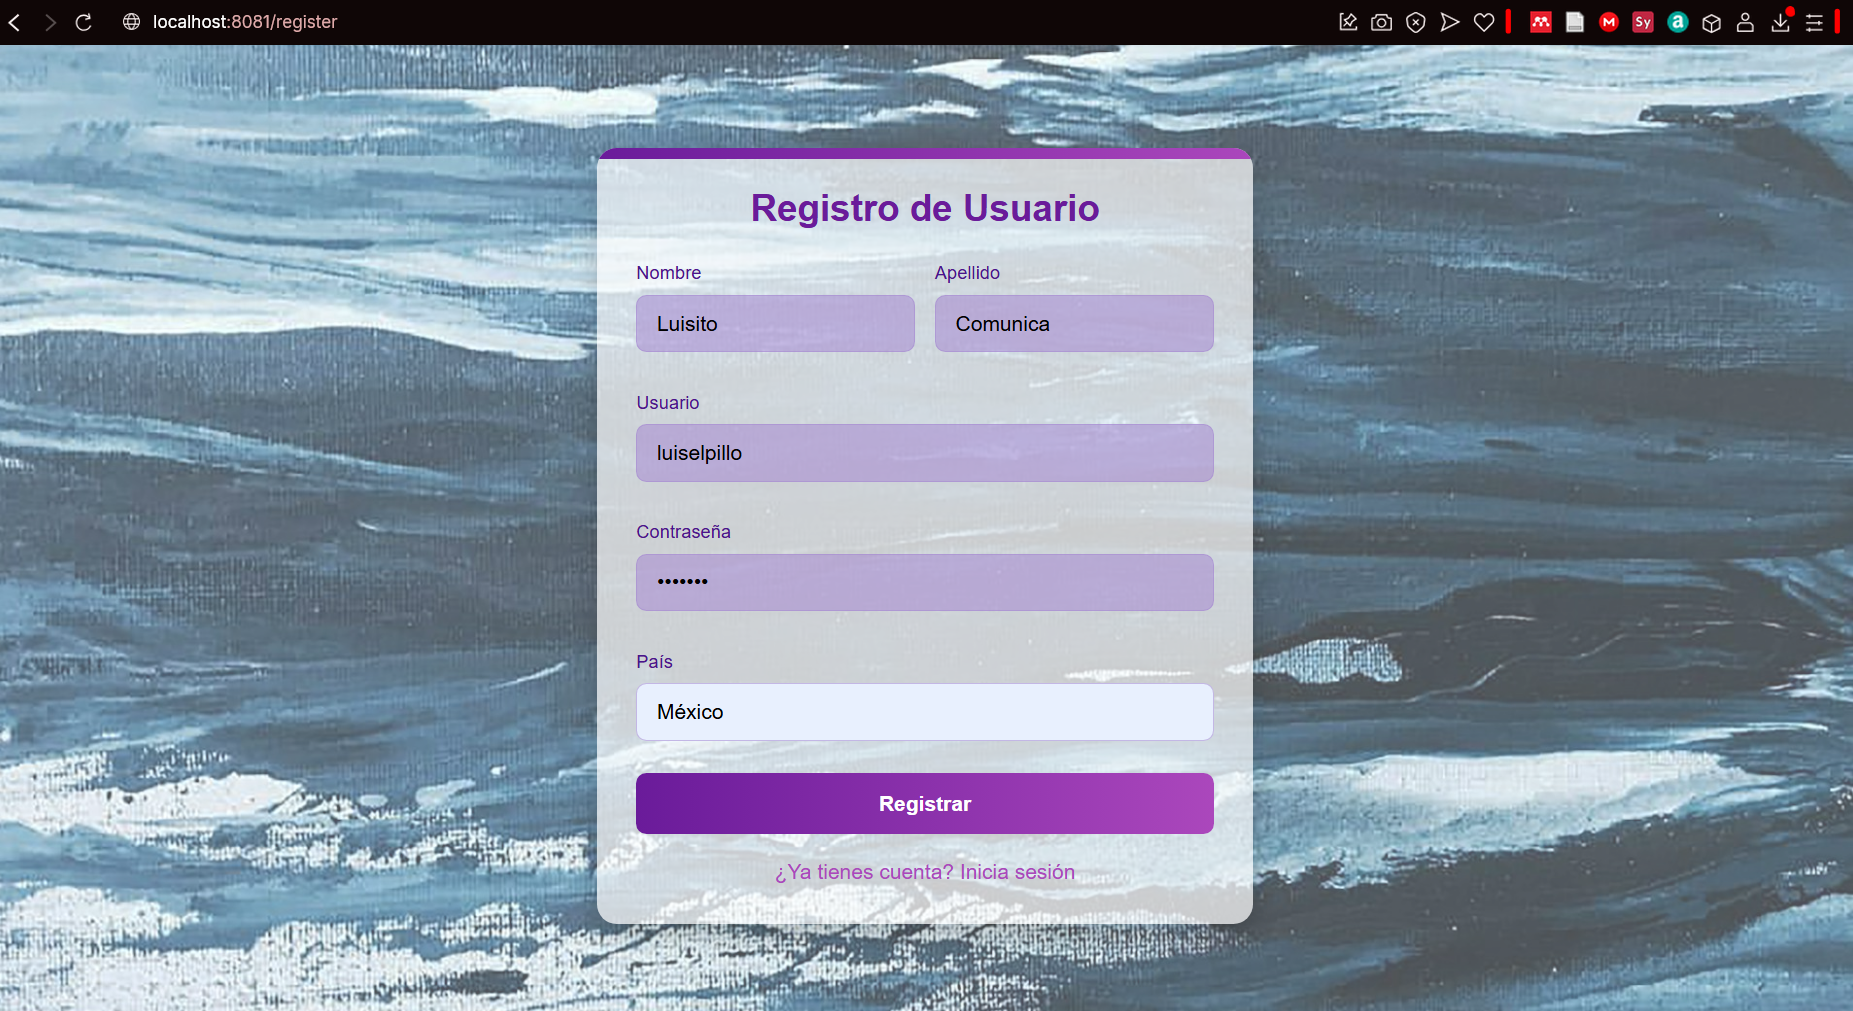 localhost:8081/register
Sy
a
Registro de Usuario
Nombre Apellido
Luisito Comunica
Usuario
luiselpillo
Contraseña
•••••••
País
México
Registrar
¿Ya tienes cuenta? Inicia sesión